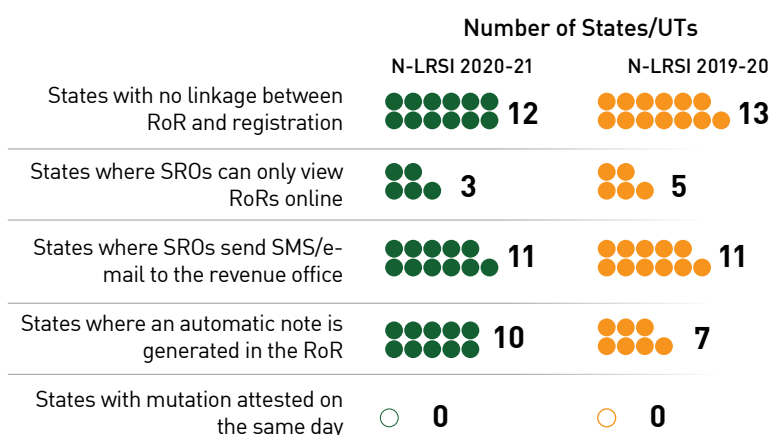 Number of States/UTs
N-LRSI 2020-21 N-LRSI 2019-20
States with no linkage between
RoR and registration
12 13
States where SROs can only view
RoRs online
3 5
States where SROs send SMS/e-
mail to the revenue office
11 11
States where an automatic note is
generated in the RoR
10 7
States with mutation attested on
the same day
0 0